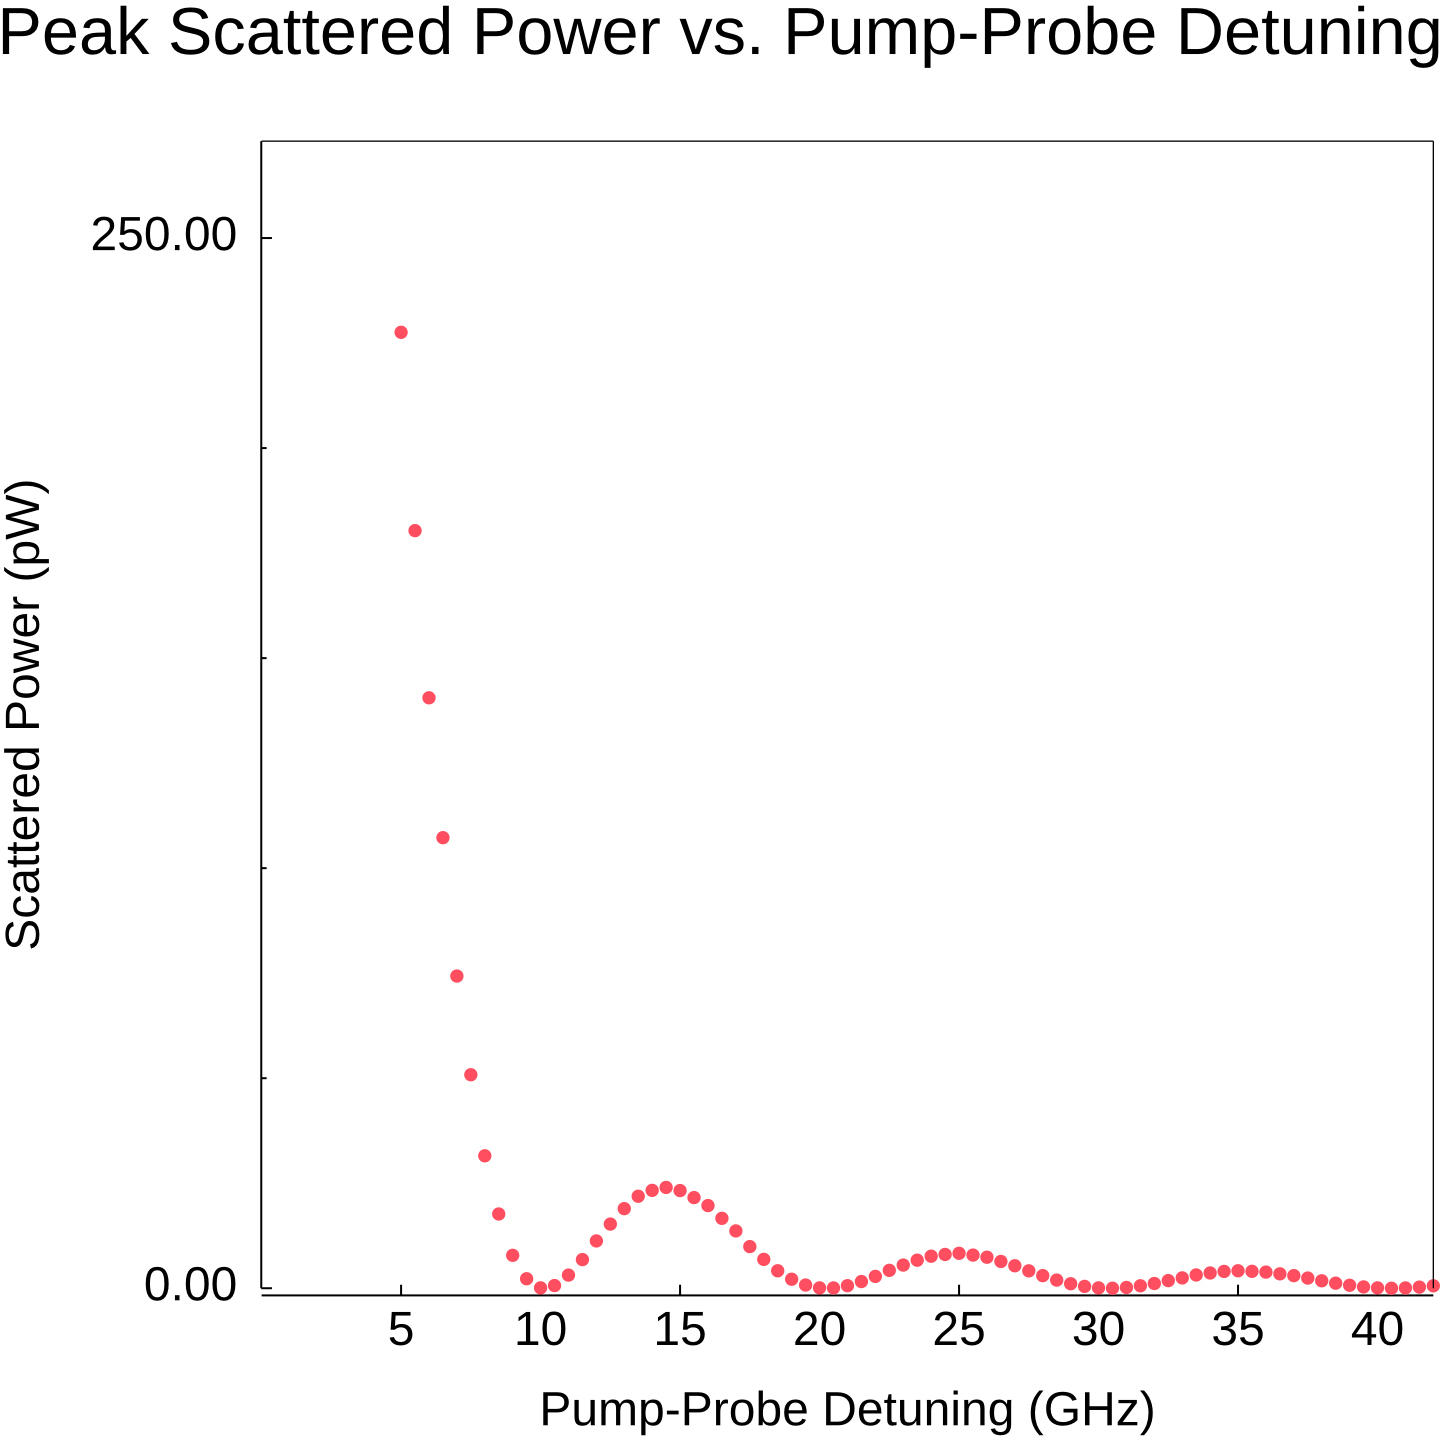 Peak Scattered Power vs. Pump-Probe Detuning
250.00
Scattered Power (pW)
0.00
5 10 15 20 25 30 35 40
Pump-Probe Detuning (GHz)